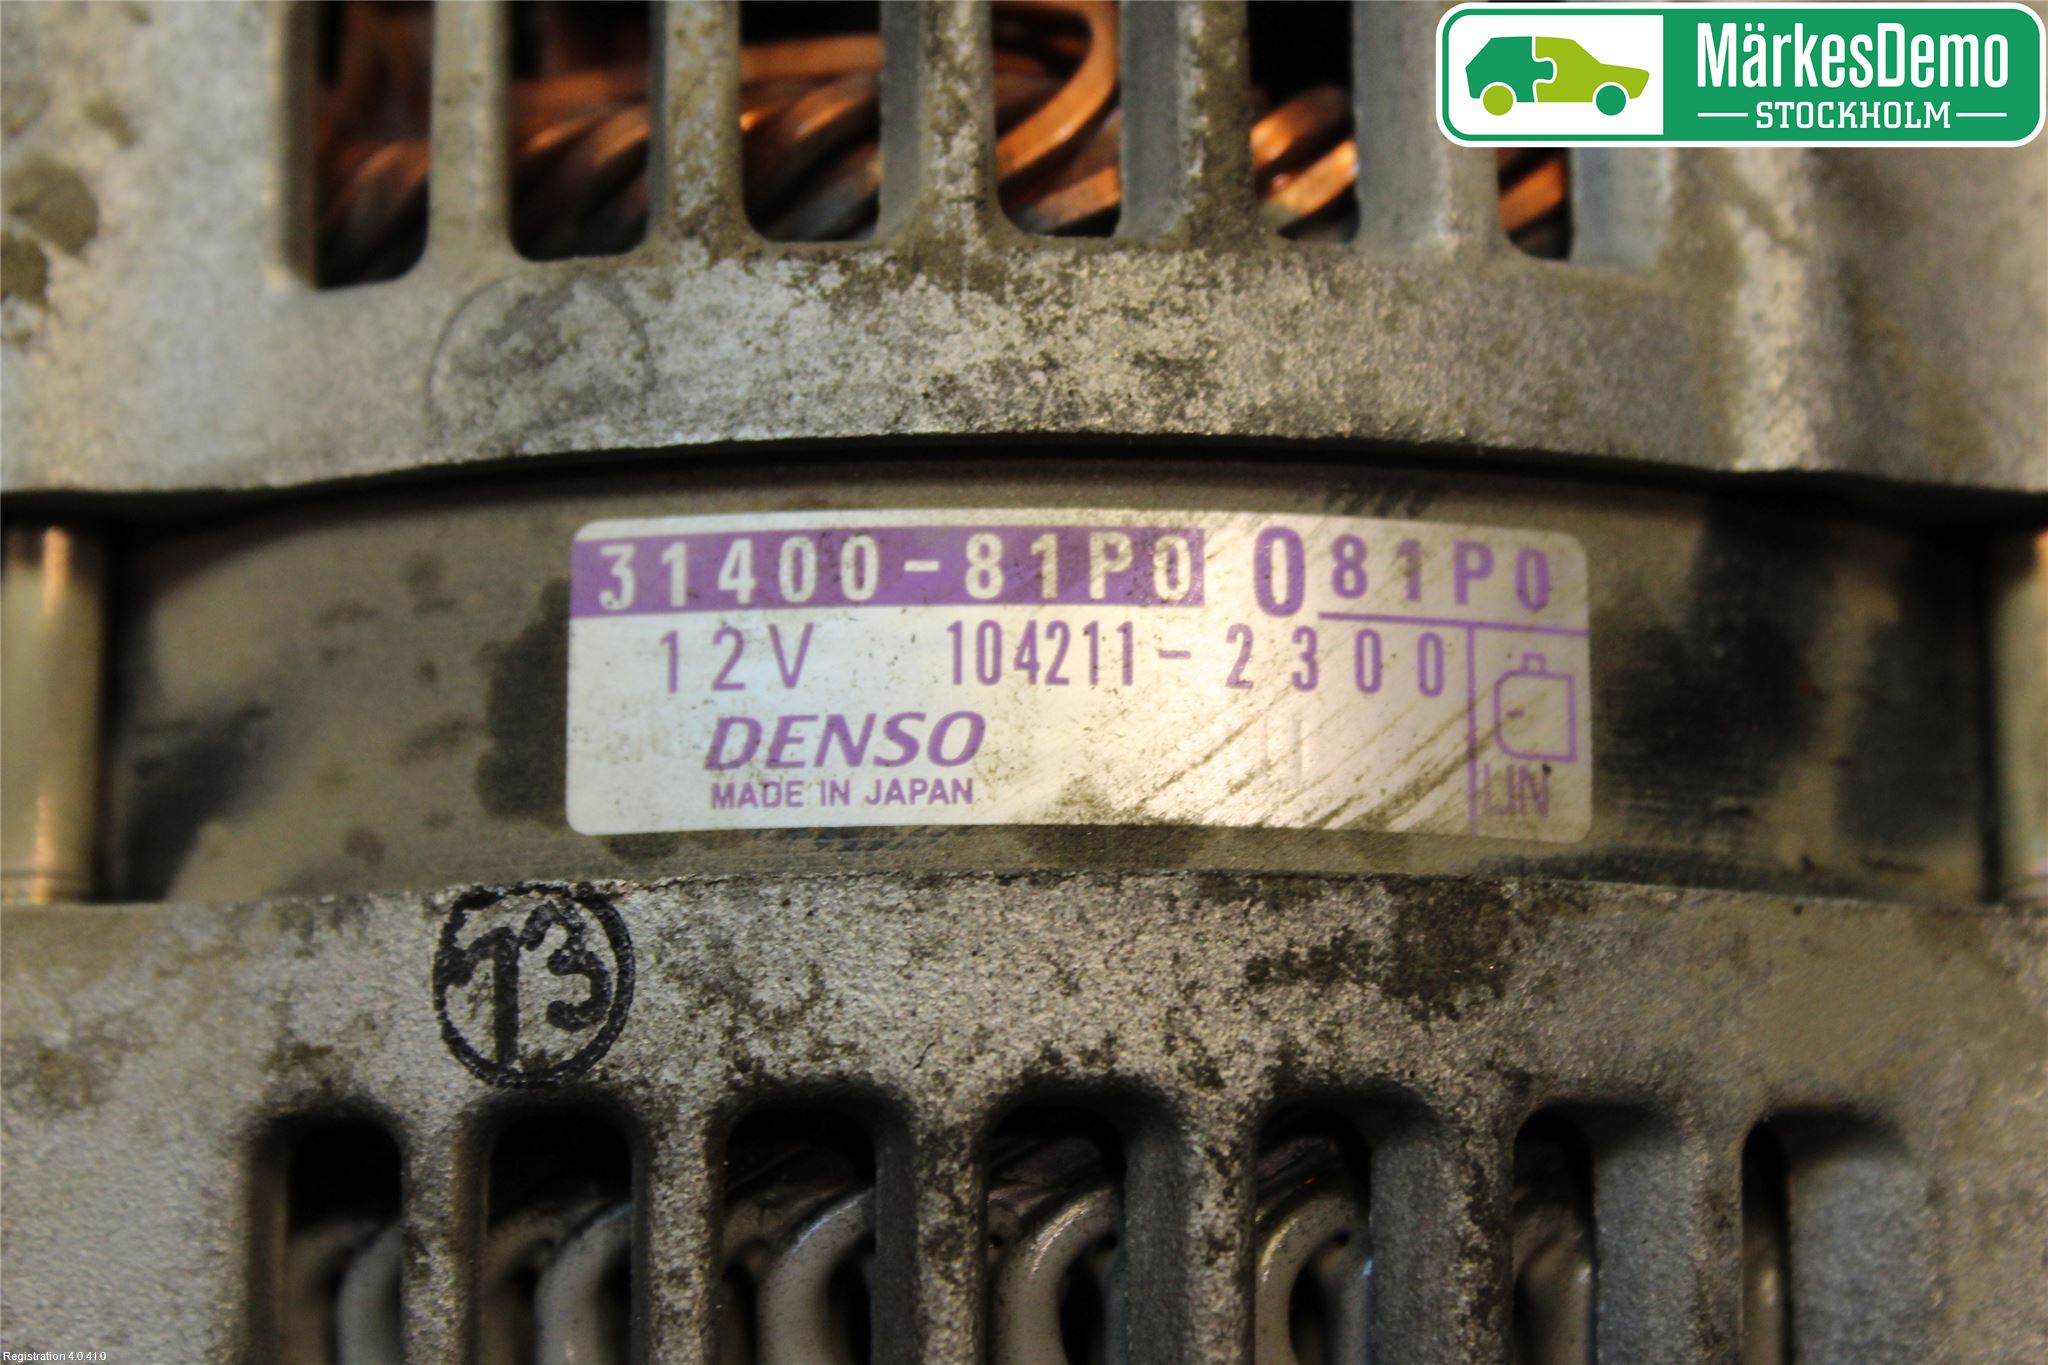 MärkesDemo
STOCKHOLM
31400-81P0 0 81P0
12V 104211-2300
DENSO
MADE IN JAPAN
LIN
13
Registration 4.0.41.0